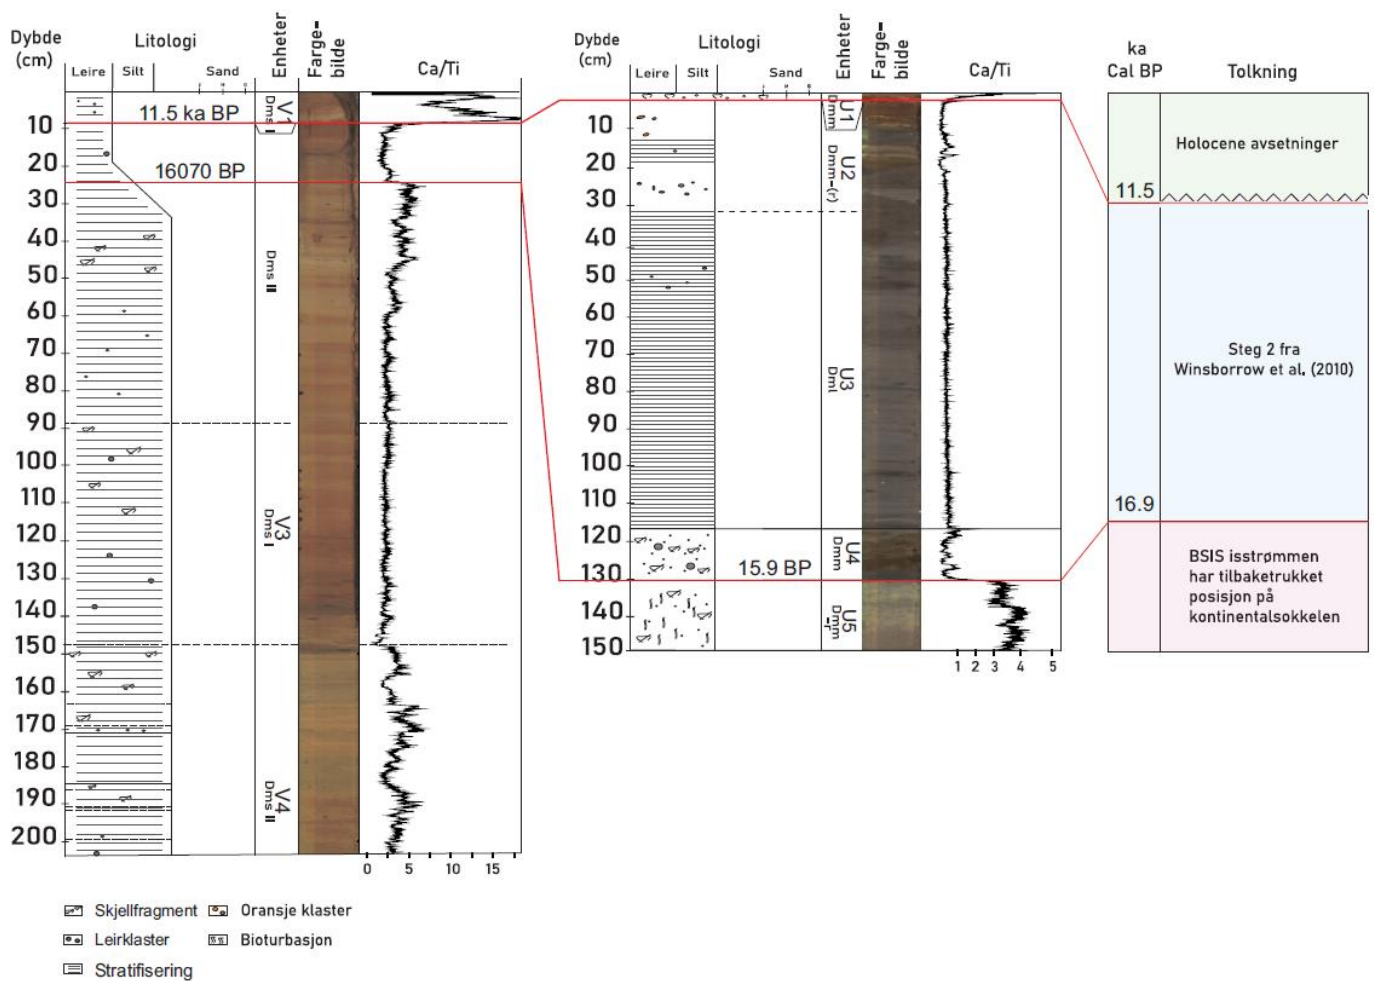 Dybde
(cm)
Litologi
Leire
Silt
Sand
Enheter
Farge-
bilde
Ca/Ti
10
20
30
40
50
60
70
80
90
100
110
120
130
140
150
160
170
180
190
200
11.5 ka BP
16070 BP
V1
Dms I
Dms II
V3
Dms I
V4
Dms II
0 5 10 15
Dybde
(cm)
Litologi
Leire
Silt
Sand
Enheter
Farge-
bilde
Ca/Ti
10
20
30
40
50
60
70
80
90
100
110
120
130
140
150
15.9 BP
U1
Dmm
U2
Dmm-(r)
U3
Dml
U4
Dmm
U5
Dmm
1 2 3 4 5
ka
Cal BP
Tolkning
11.5
16.9
Holocene avsetninger
Steg 2 fra
Winsborrow et al. (2010)
BSIS isstrømmen
har tilbaketrukket
posisjon på
kontinentalsokkelen
Skjellfragment
Oransje klaster
Leirklaster
Bioturbasjon
Stratifisering